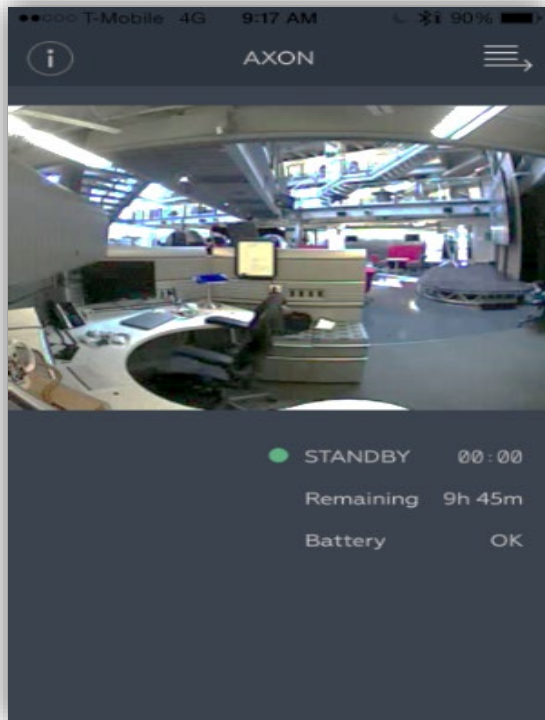 T-Mobile 4G 9:17 AM 90%
i AXON
STANDBY 00:00
Remaining 9h 45m
Battery OK